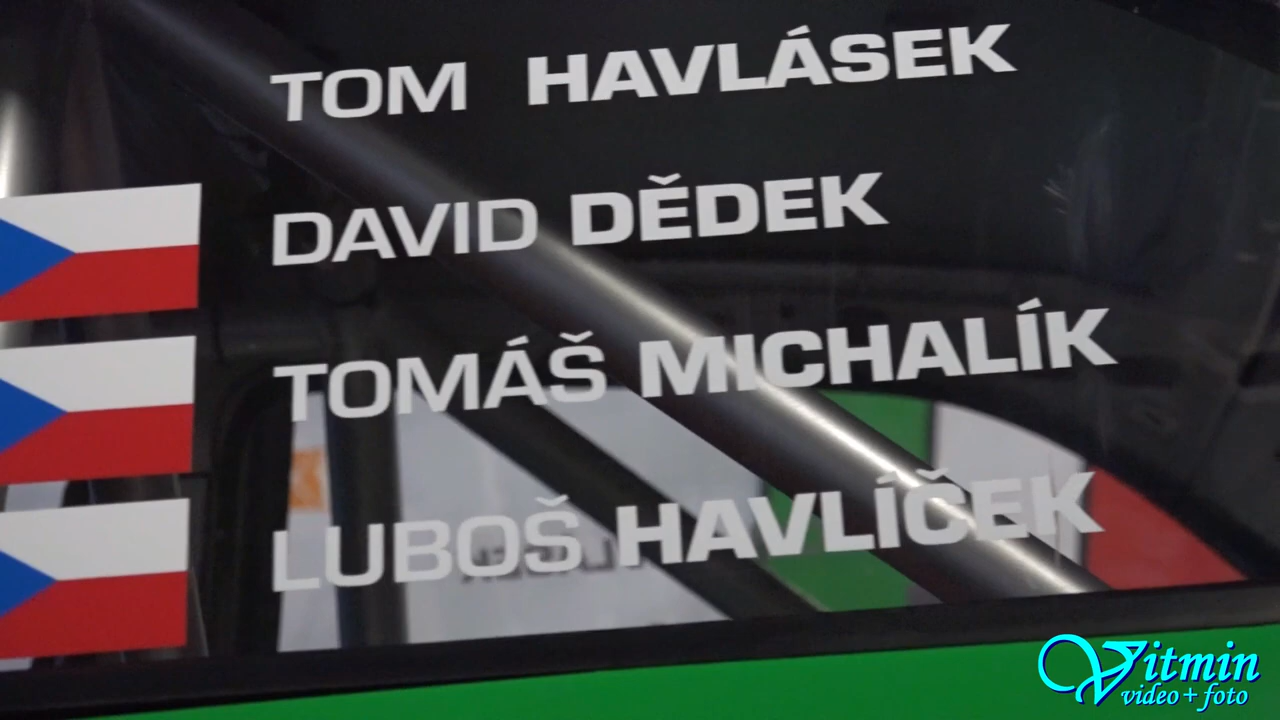 TOM HAVLÁSEK
DAVID DĚDEK
TOMÁŠ MICHALÍK
LUBOŠ HAVLÍČEK
Vitmin
video + foto